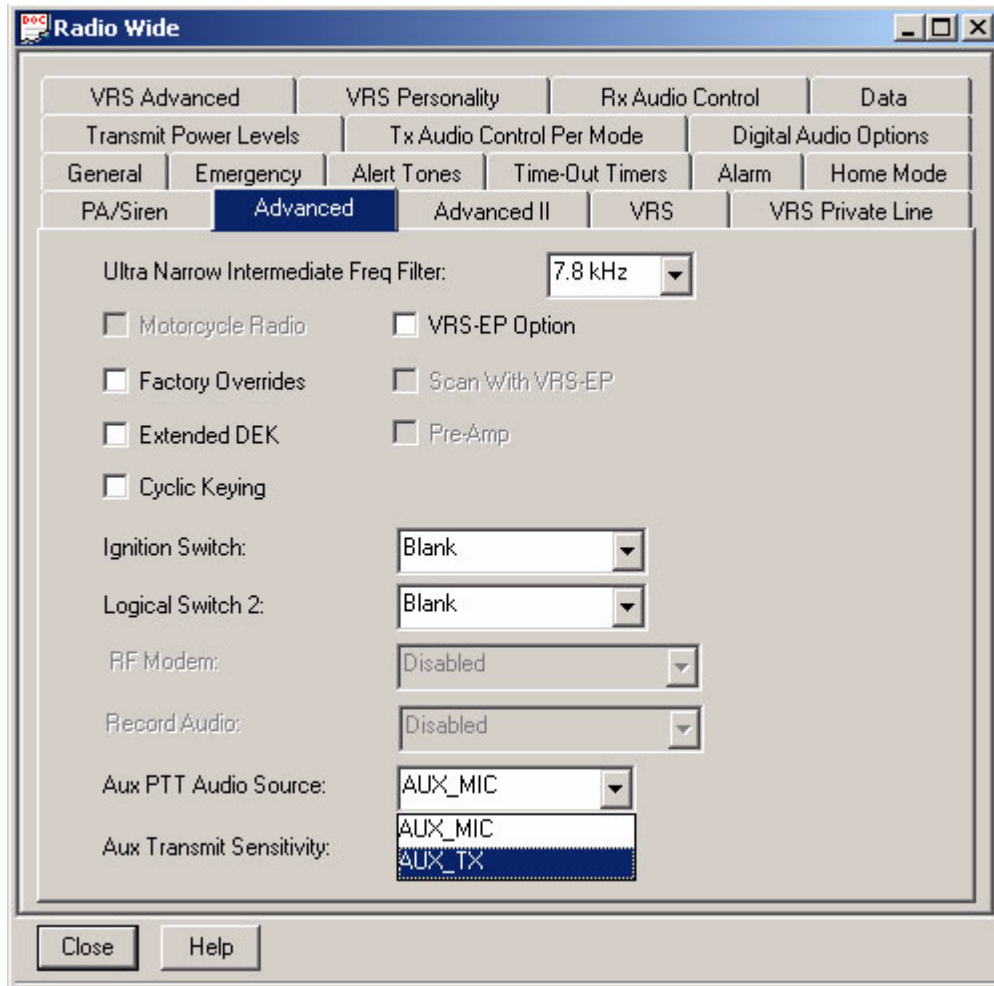 DOC
Radio Wide
VRS Advanced VRS Personality Rx Audio Control Data
Transmit Power Levels Tx Audio Control Per Mode Digital Audio Options
General Emergency Alert Tones Time-Out Timers Alarm Home Mode
PA/Siren Advanced Advanced II VRS VRS Private Line
Ultra Narrow Intermediate Freq Filter: 7.8 kHz
Motorcycle Radio VRS-EP Option
Factory Overrides Scan With VRS-EP
Extended DEK Pre-Amp
Cyclic Keying
Ignition Switch: Blank
Logical Switch 2: Blank
RF Modem: Disabled
Record Audio: Disabled
Aux PTT Audio Source: AUX_MIC
AUX_MIC
Aux Transmit Sensitivity: AUX_TX
Close Help